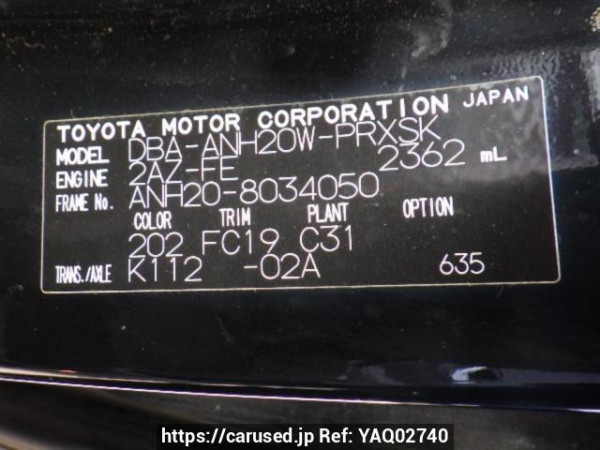 TOYOTA MOTOR CORPORATION JAPAN
MODEL DBA-ANH20W-PRXSK
ENGINE 2AZ-FE 2362 mL
FRAME No. ANH20-8034050
COLOR TRIM PLANT OPTION
202 FC19 C31
TRANS./AXLE K112 -02A 635
https://carused.jp Ref: YAQ02740